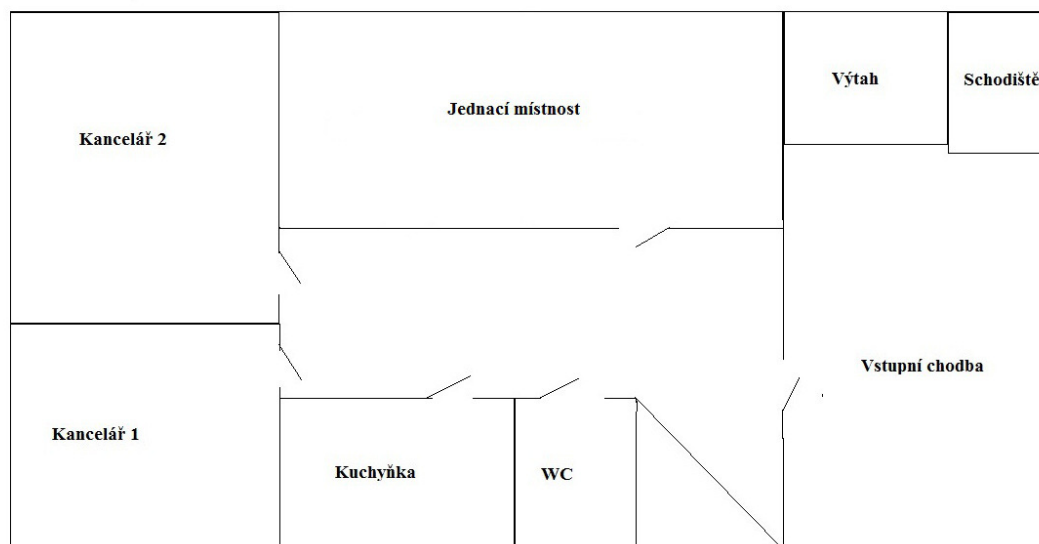 Výtah
Schodiště
Jednací místnost
Kancelář 2
Vstupní chodba
Kancelář 1
Kuchyňka
WC